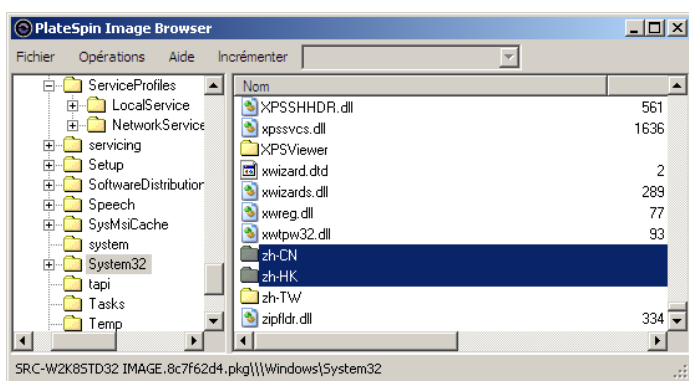 PlateSpin Image Browser
Fichier Opérations Aide Incrémenter
ServiceProfiles
LocalService
NetworkService
servicing
Setup
SoftwareDistribution
Speech
SysMsiCache
system
System32
tapi
Tasks
Temp
Nom
XPSSHHDR.dll 561
xpssvcs.dll 1636
XPSViewer
xwizard.dtd 2
xwizards.dll 289
xwreg.dll 77
xwtpw32.dll 93
zh-CN
zh-HK
zh-TW
zipfldr.dll 334
SRC-W2K8STD32 IMAGE.8c7f62d4.pkg\\\Windows\System32